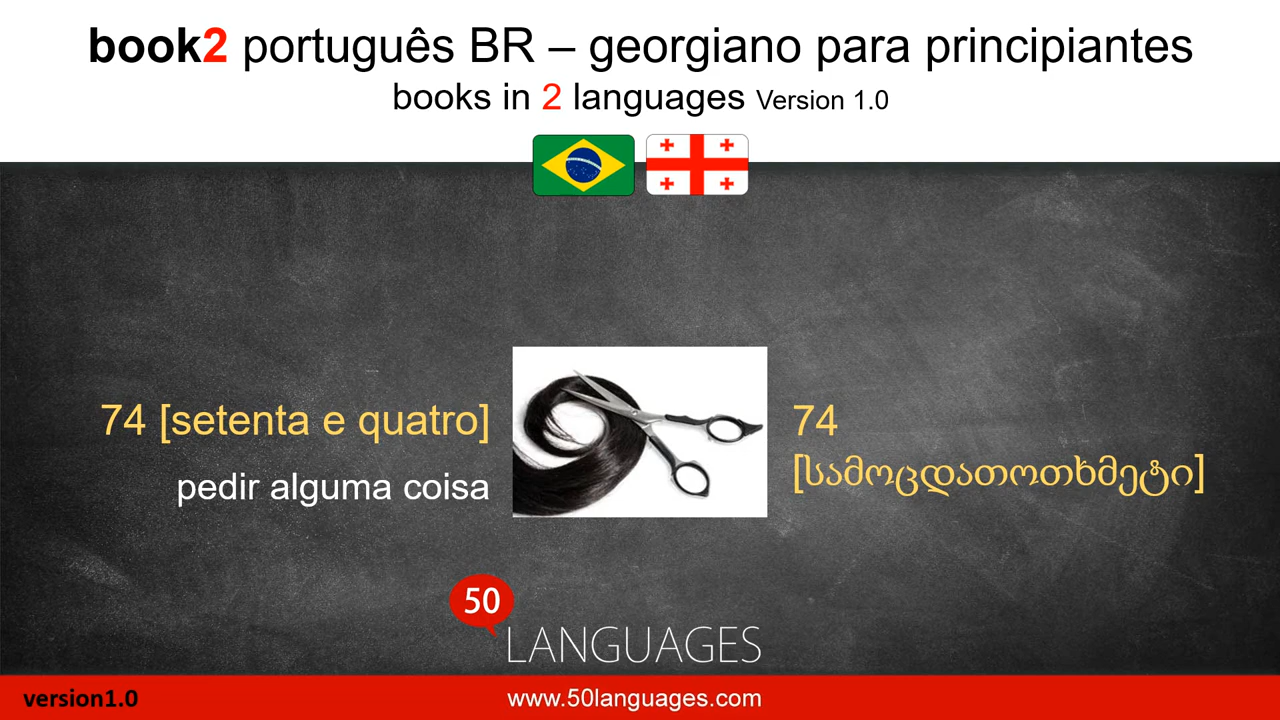 book2 português BR – georgiano para principiantes
books in 2 languages Version 1.0
74 [setenta e quatro]
pedir alguma coisa
74
[სამოცდათოთხმეტი]
50
LANGUAGES
version1.0
www.50languages.com